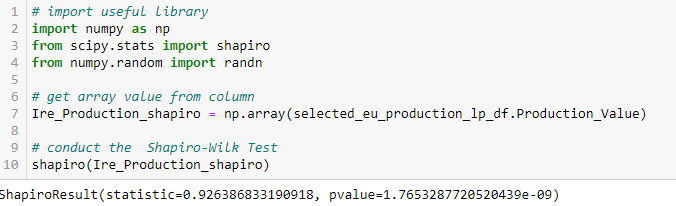 1 # import useful library
2 import numpy as np
3 from scipy.stats import shapiro
4 from numpy.random import randn
5
6 # get array value from column
7 Ire_Production_shapiro = np.array(selected_eu_production_lp_df.Production_Value)
8
9 # conduct the  Shapiro-Wilk Test
10 shapiro(Ire_Production_shapiro)
ShapiroResult(statistic=0.926386833190918, pvalue=1.7653287720520439e-09)